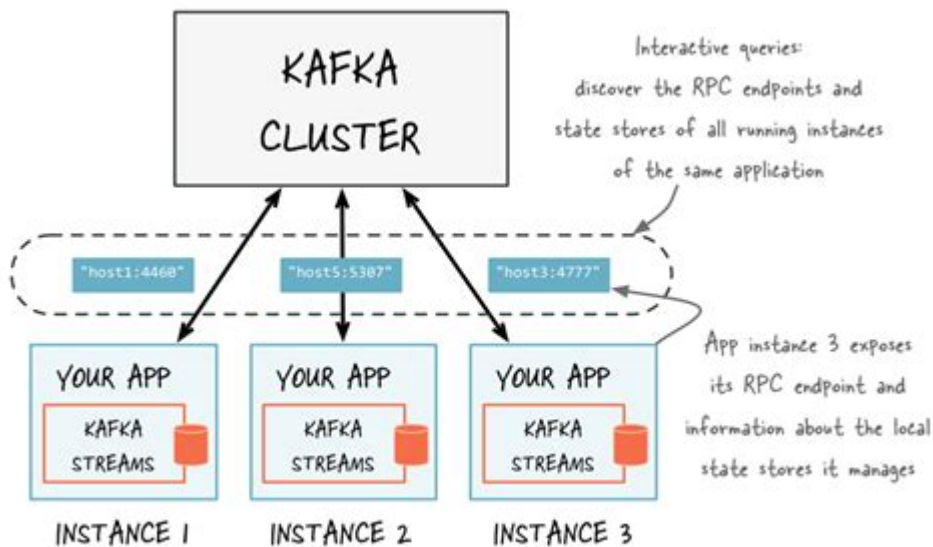 KAFKA
CLUSTER
Interactive queries:
discover the RPC endpoints and
state stores of all running instances
of the same application
"host1:4460"
"host5:5307"
"host3:4777"
App instance 3 exposes
its RPC endpoint and
information about the local
state stores it manages
YOUR APP
KAFKA
STREAMS
INSTANCE 1
YOUR APP
KAFKA
STREAMS
INSTANCE 2
YOUR APP
KAFKA
STREAMS
INSTANCE 3